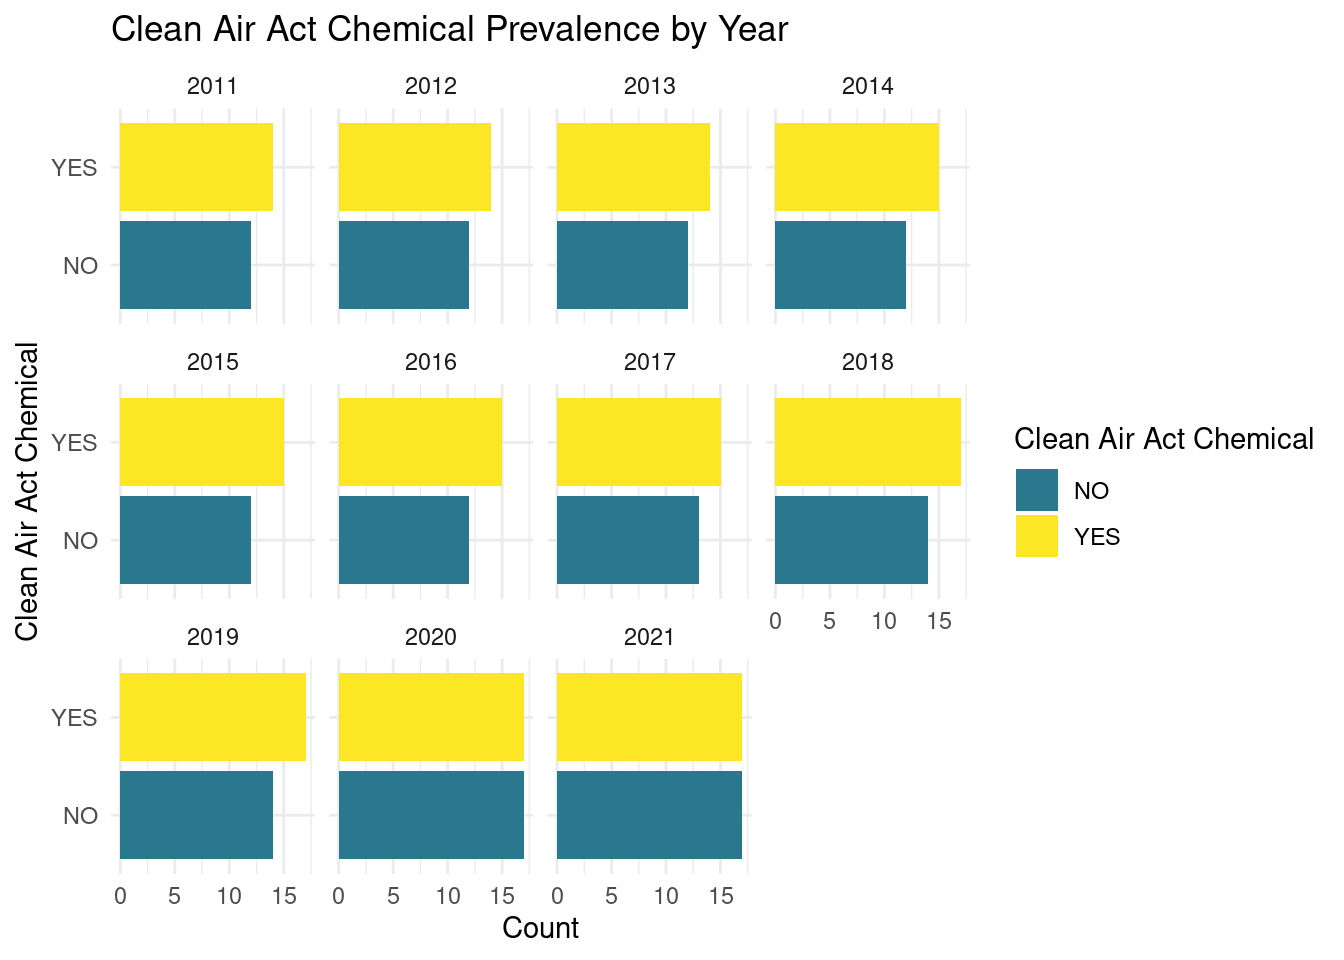 Clean Air Act Chemical Prevalence by Year
2011 2012 2013 2014
YES
NO
2015 2016 2017 2018
YES
NO
0 5 10 15
2019 2020 2021
YES
NO
0 5 10 15 0 5 10 15 0 5 10 15
Count
Clean Air Act Chemical
Clean Air Act Chemical
NO
YES